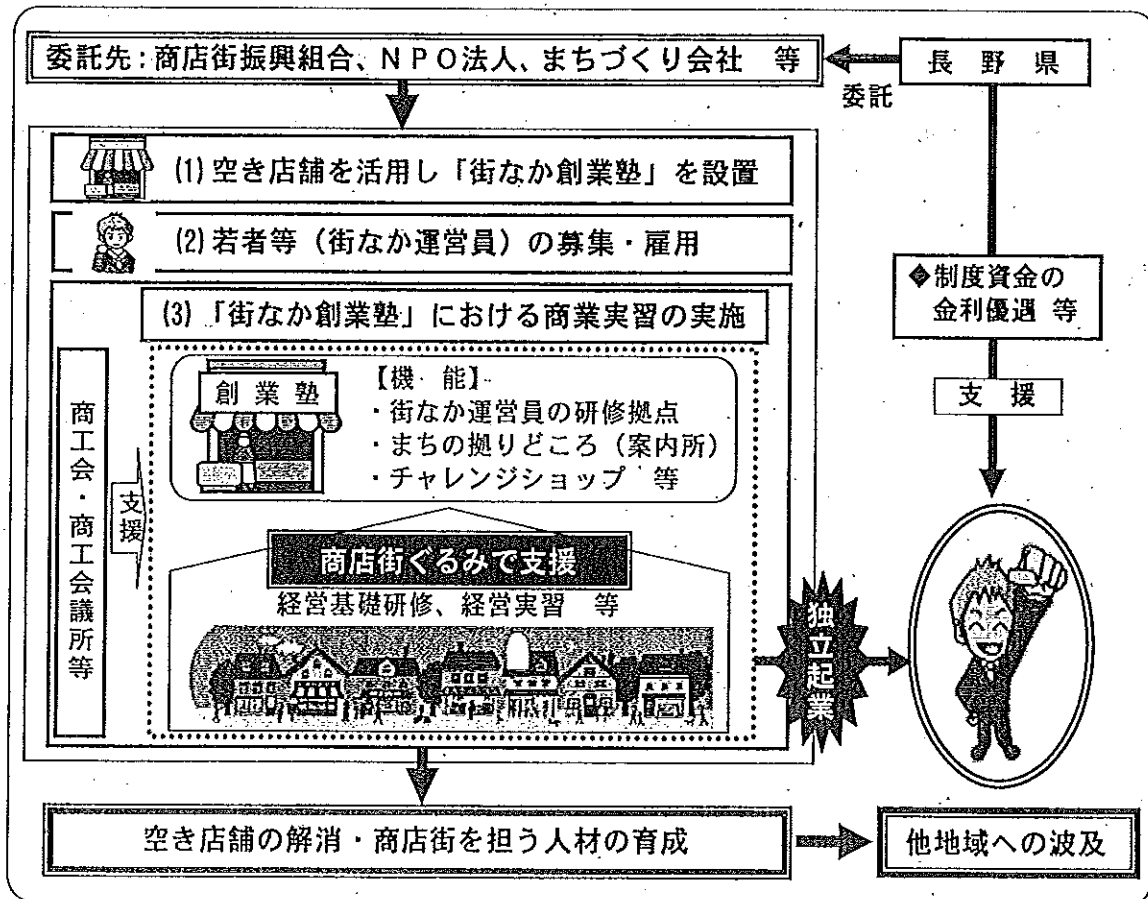 委託先：商店街振興組合、ＮＰＯ法人、まちづくり会社　等
長　野　県
委託
(1) 空き店舗を活用し「街なか創業塾」を設置
(2) 若者等（街なか運営員）の募集・雇用
(3) 「街なか創業塾」における商業実習の実施
商工会・商工会議所等
支援
創業塾
【機　能】
・街なか運営員の研修拠点
・まちの拠りどころ（案内所）
・チャレンジショップ　等
商店街ぐるみで支援
経営基礎研修、経営実習　等
独立起業
◆制度資金の
金利優遇　等
支　援
空き店舗の解消・商店街を担う人材の育成
他地域への波及